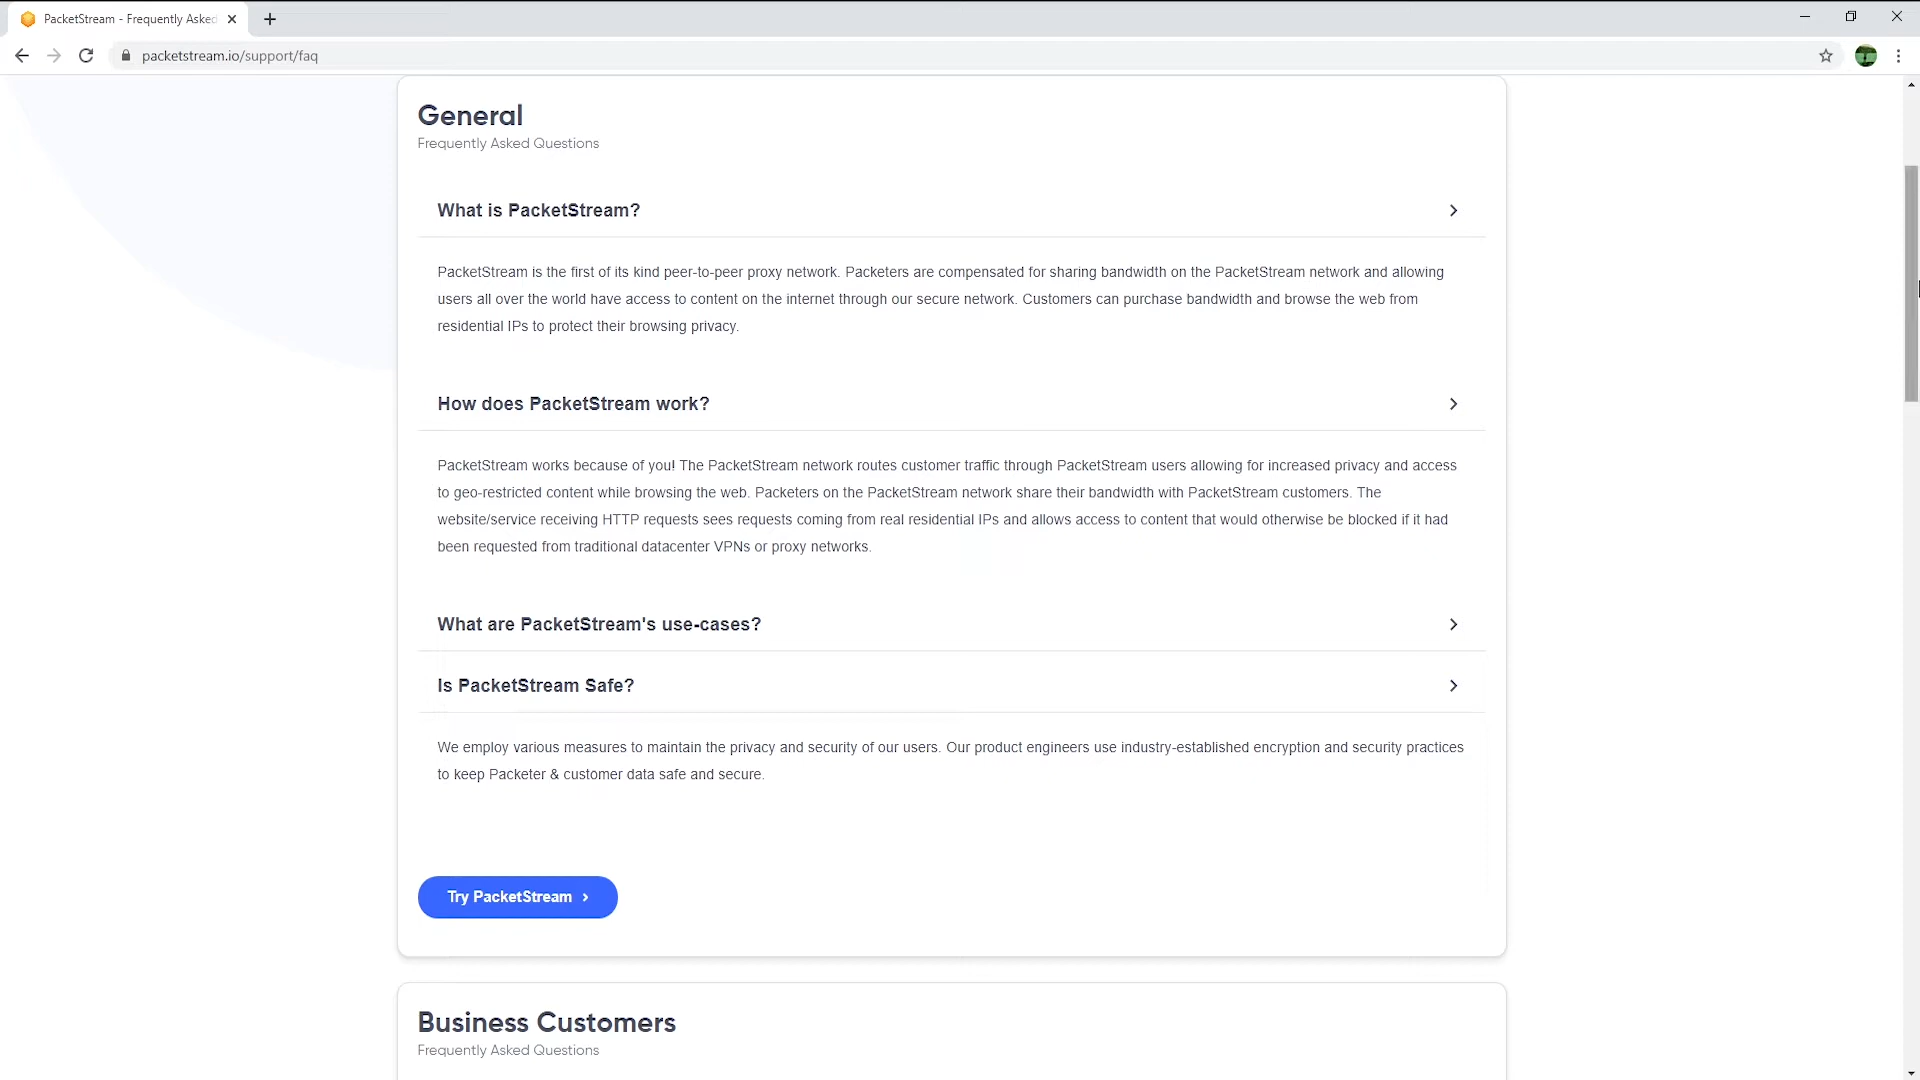 PacketStream - Frequently Asked
packetstream.io/support/faq
General
Frequently Asked Questions
What is PacketStream?
PacketStream is the first of its kind peer-to-peer proxy network. Packeters are compensated for sharing bandwidth on the PacketStream network and allowing
users all over the world have access to content on the internet through our secure network. Customers can purchase bandwidth and browse the web from
residential IPs to protect their browsing privacy.
How does PacketStream work?
PacketStream works because of you! The PacketStream network routes customer traffic through PacketStream users allowing for increased privacy and access
to geo-restricted content while browsing the web. Packeters on the PacketStream network share their bandwidth with PacketStream customers. The
website/service receiving HTTP requests sees requests coming from real residential IPs and allows access to content that would otherwise be blocked if it had
been requested from traditional datacenter VPNs or proxy networks.
What are PacketStream's use-cases?
Is PacketStream Safe?
We employ various measures to maintain the privacy and security of our users. Our product engineers use industry-established encryption and security practices
to keep Packeter & customer data safe and secure.
Try PacketStream
Business Customers
Frequently Asked Questions